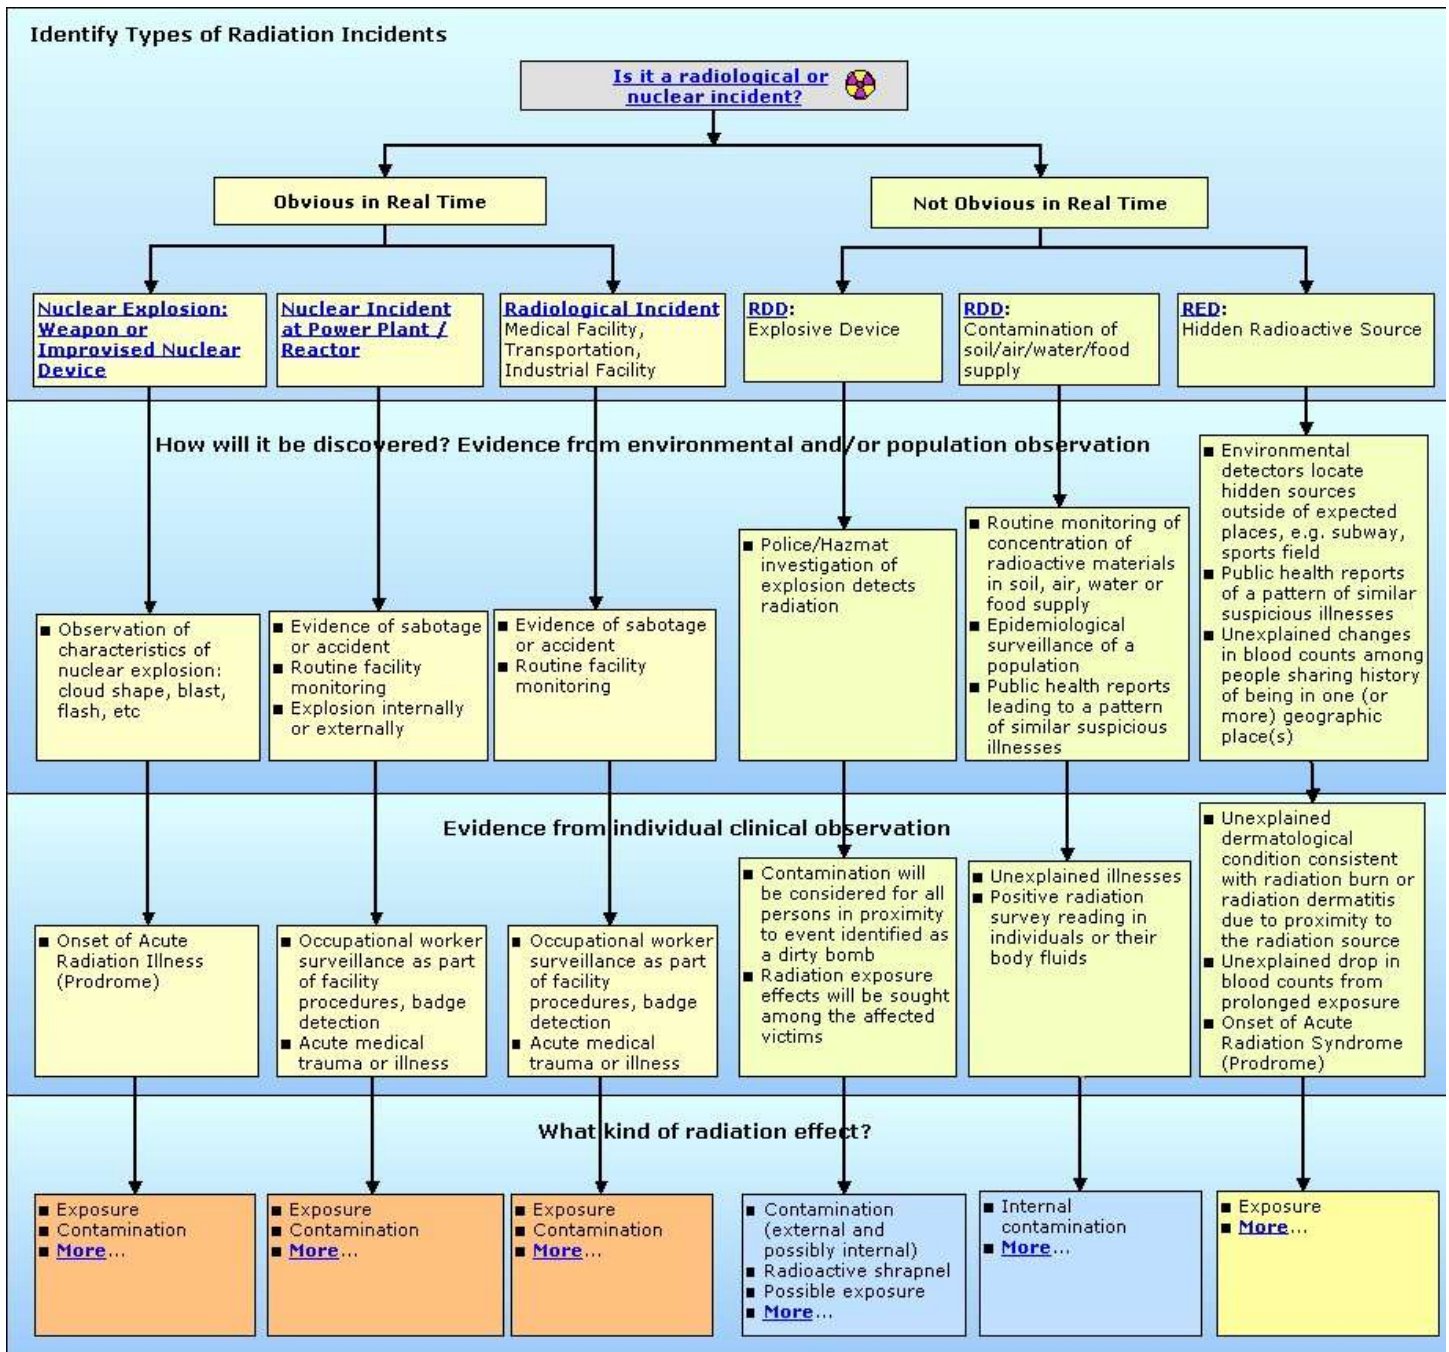 Identify Types of Radiation Incidents
Is it a radiological or
nuclear incident?
Obvious in Real Time
Not Obvious in Real Time
Nuclear Explosion:
Weapon or
Improvised Nuclear
Device
Nuclear Incident
at Power Plant /
Reactor
Radiological Incident
Medical Facility,
Transportation,
Industrial Facility
RDD:
Explosive Device
RDD:
Contamination of
soil/air/water/food
supply
RED:
Hidden Radioactive Source
How will it be discovered? Evidence from environmental and/or population observation
■ Observation of
characteristics of
nuclear explosion:
cloud shape, blast,
flash, etc
■ Evidence of sabotage
or accident
■ Routine facility
monitoring
■ Explosion internally
or externally
■ Evidence of sabotage
or accident
■ Routine facility
monitoring
■ Police/Hazmat
investigation of
explosion detects
radiation
■ Routine monitoring of
concentration of
radioactive materials
in soil, air, water or
food supply
■ Epidemiological
surveillance of a
population
■ Public health reports
leading to a pattern
of similar suspicious
illnesses
■ Environmental
detectors locate
hidden sources
outside of expected
places, e.g. subway,
sports field
■ Public health reports
of a pattern of similar
suspicious illnesses
■ Unexplained changes
in blood counts among
people sharing history
of being in one (or
more) geographic
place(s)
Evidence from individual clinical observation
■ Onset of Acute
Radiation Illness
(Prodrome)
■ Occupational worker
surveillance as part
of facility
procedures, badge
detection
■ Acute medical
trauma or illness
■ Occupational worker
surveillance as part
of facility
procedures, badge
detection
■ Acute medical
trauma or illness
■ Contamination will
be considered for all
persons in proximity
to event identified as
a dirty bomb
■ Radiation exposure
effects will be sought
among the affected
victims
■ Unexplained illnesses
■ Positive radiation
survey reading in
individuals or their
body fluids
■ Unexplained
dermatological
condition consistent
with radiation burn or
radiation dermatitis
due to proximity to
the radiation source
■ Unexplained drop in
blood counts from
prolonged exposure
■ Onset of Acute
Radiation Syndrome
(Prodrome)
What kind of radiation effect?
■ Exposure
■ Contamination
■ More...
■ Exposure
■ Contamination
■ More...
■ Exposure
■ Contamination
■ More...
■ Contamination
(external and
possibly internal)
■ Radioactive shrapnel
■ Possible exposure
■ More...
■ Internal
contamination
■ More...
■ Exposure
■ More...